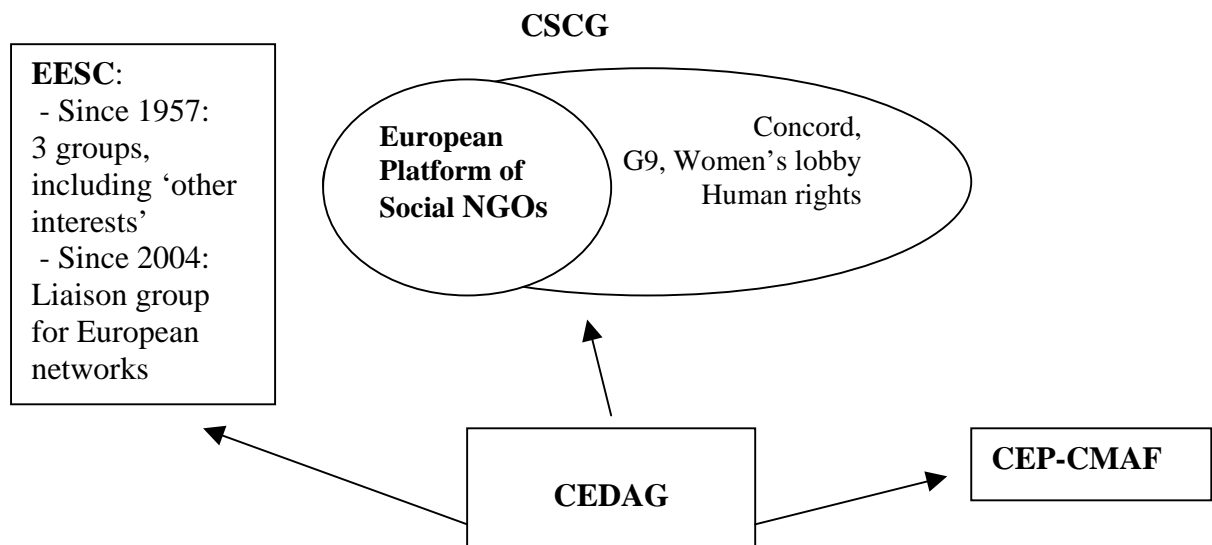 CSCG
EESC:
- Since 1957:
3 groups,
including ‘other
interests’
- Since 2004:
Liaison group
for European
networks
European
Platform of
Social NGOs
Concord,
G9, Women’s lobby
Human rights
CEDAG
CEP-CMAF